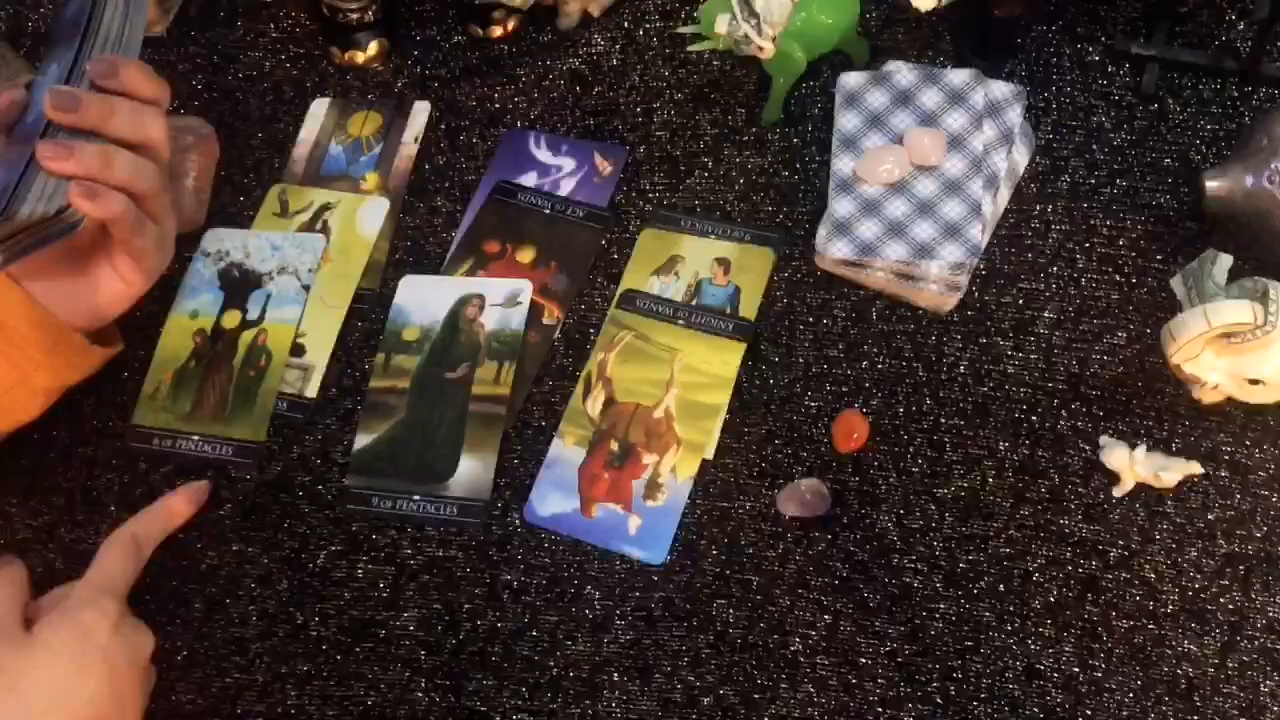 ACE OF WANDS
9 OF CHALICES
KNIGHT OF WANDS
6 OF PENTACLES
9 OF PENTACLES